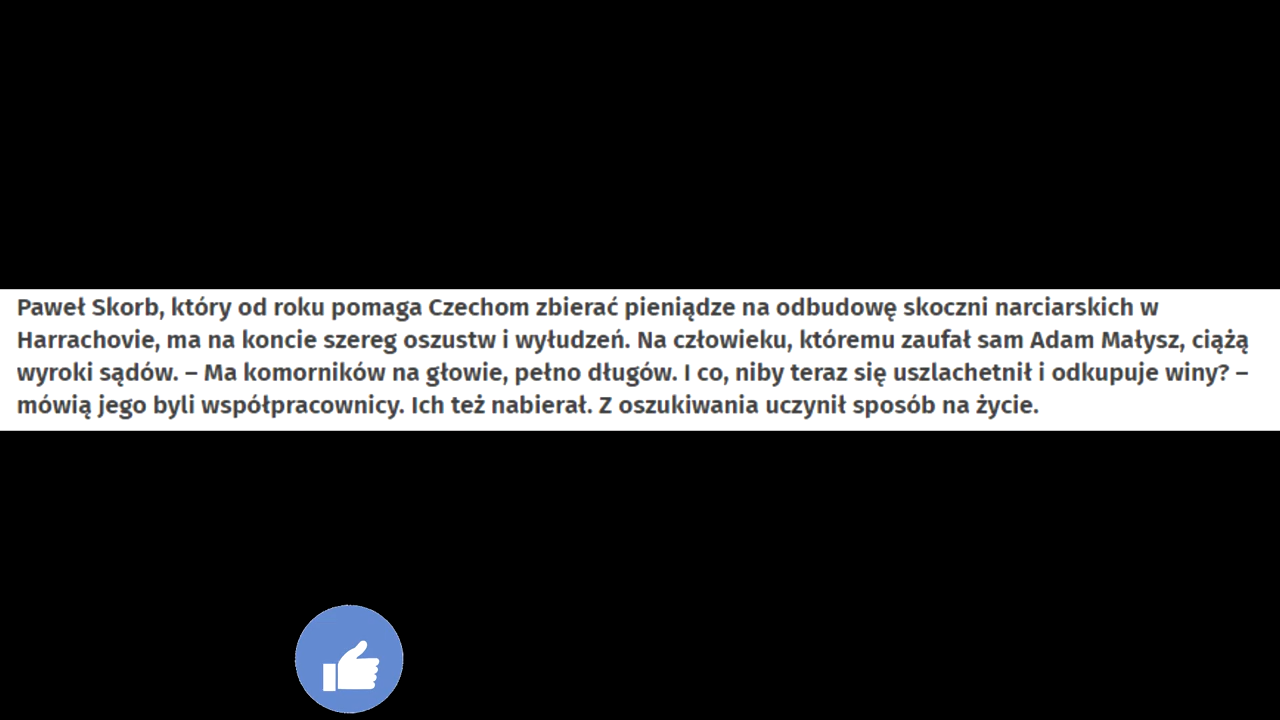 Paweł Skorb, który od roku pomaga Czechom zbierać pieniądze na odbudowę skoczni narciarskich w
Harrachovie, ma na koncie szereg oszustw i wyłudzeń. Na człowieku, któremu zaufał sam Adam Małysz, ciążą
wyroki sądów. – Ma komorników na głowie, pełno długów. I co, niby teraz się uszlachetnił i odkupuje winy? –
mówią jego byli współpracownicy. Ich też nabierał. Z oszukiwania uczynił sposób na życie.